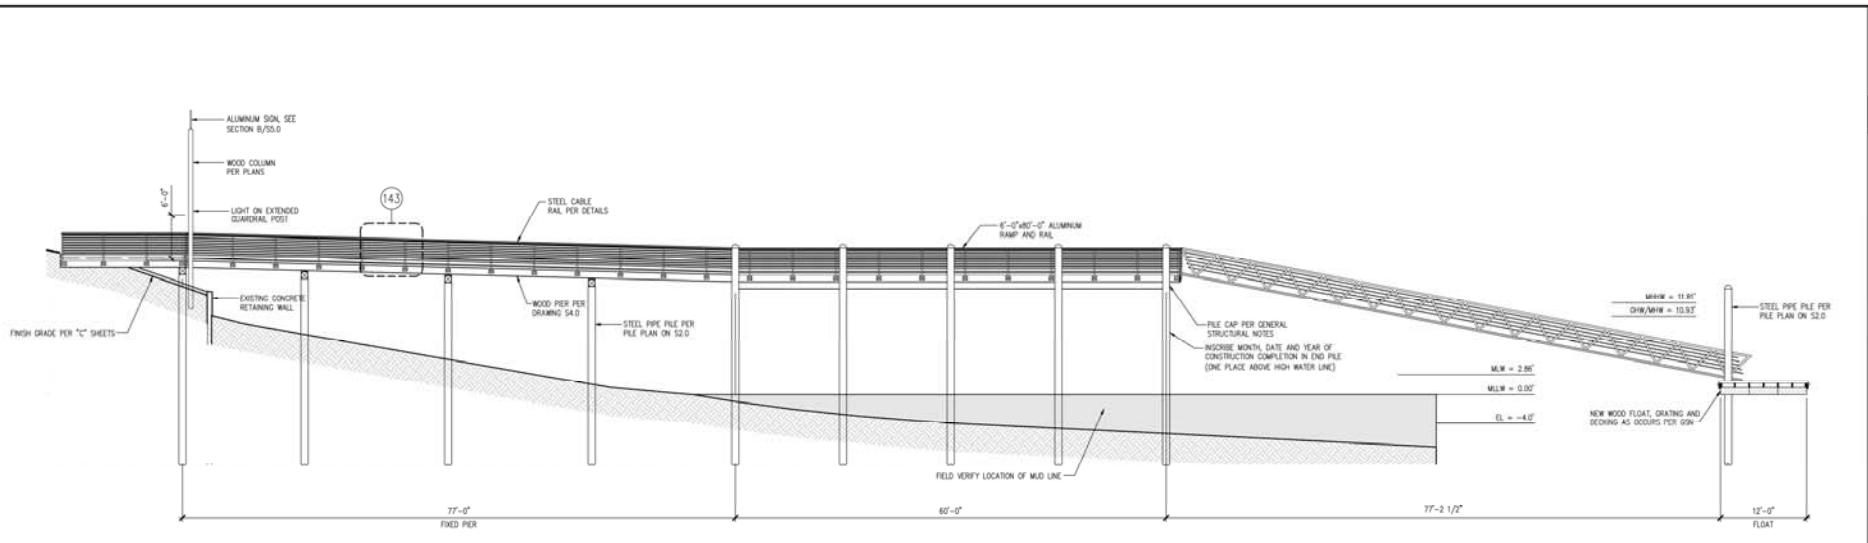 ALUMINUM SIGN, SEE
SECTION B/S5.0
WOOD COLUMN
PER PLANS
6'-0"
LIGHT ON EXTENDED
GUARDRAIL POST
143
STEEL CABLE
RAIL PER DETAILS
6'-0"x80'-0" ALUMINUM
RAMP AND RAIL
EXISTING CONCRETE
RETAINING WALL
FINISH GRADE PER "C" SHEETS
WOOD PIER PER
DRAWING S4.0
STEEL PIPE PILE PER
PILE PLAN ON S2.0
PILE CAP PER GENERAL
STRUCTURAL NOTES
INSCRIBE MONTH, DATE AND YEAR OF
CONSTRUCTION COMPLETION IN END PILE
(ONE PLACE ABOVE HIGH WATER LINE)
MHHW = 11.81'
OHW/MHW = 10.93'
STEEL PIPE PILE PER
PILE PLAN ON S2.0
MLW = 2.86'
MLLW = 0.00'
EL = -4.0'
NEW WOOD FLOAT, GRATING AND
DECKING AS OCCURS PER GSN
FIELD VERIFY LOCATION OF MUD LINE
77'-0"
FIXED PIER
60'-0"
77'-2 1/2"
12'-0"
FLOAT